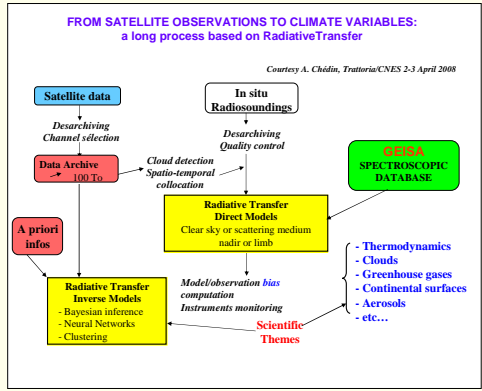 FROM SATELLITE OBSERVATIONS TO CLIMATE VARIABLES:
a long process based on RadiativeTransfer
Courtesy A. Chédin, Trattoria/CNES 2-3 April 2008
Satellite data
In situ
Radiosoundings
Desarchiving
Channel sélection
Desarchiving
Quality control
Data Archive
100 To
Cloud detection
Spatio-temporal
collocation
GEISA
SPECTROSCOPIC
DATABASE
Radiative Transfer
Direct Models
Clear sky or scattering medium
nadir or limb
A priori
infos
Radiative Transfer
Inverse Models
- Bayesian inference
- Neural Networks
- Clustering
Model/observation bias
computation
Instruments monitoring
Scientific
Themes
- Thermodynamics
- Clouds
- Greenhouse gases
- Continental surfaces
- Aerosols
- etc…